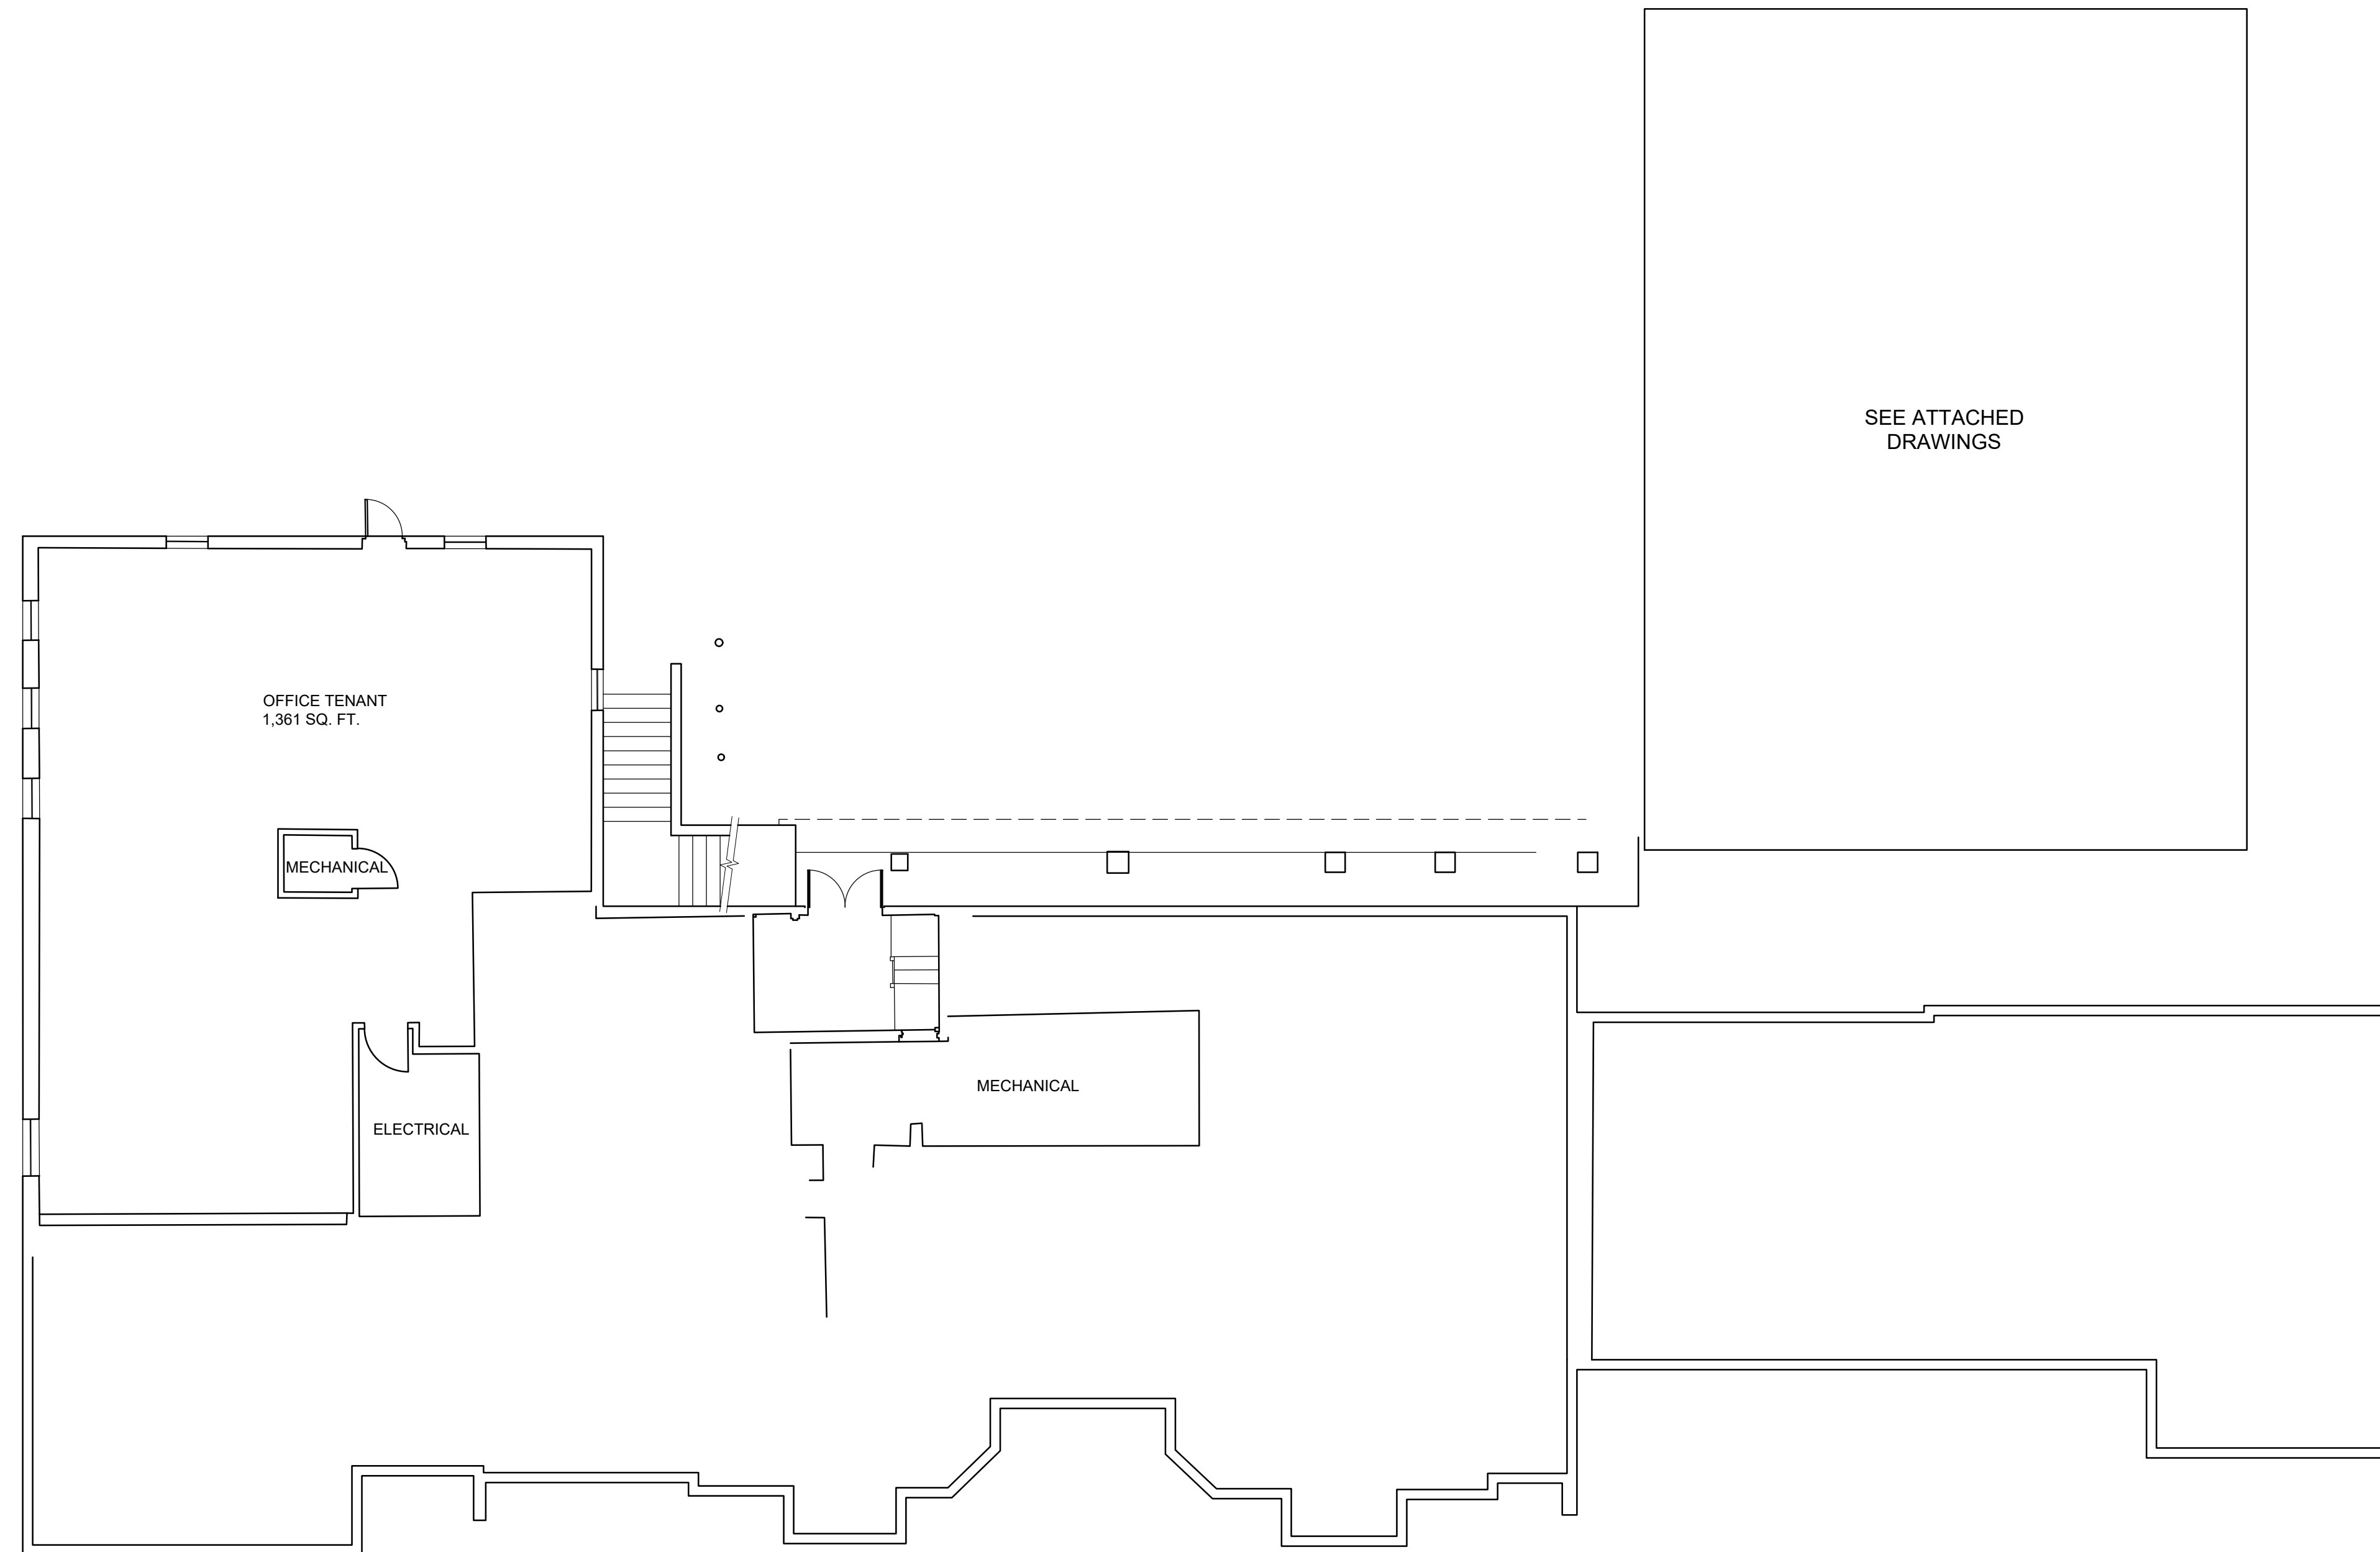 SEE ATTACHED
DRAWINGS
OFFICE TENANT
1,361 SQ. FT.
MECHANICAL
MECHANICAL
ELECTRICAL